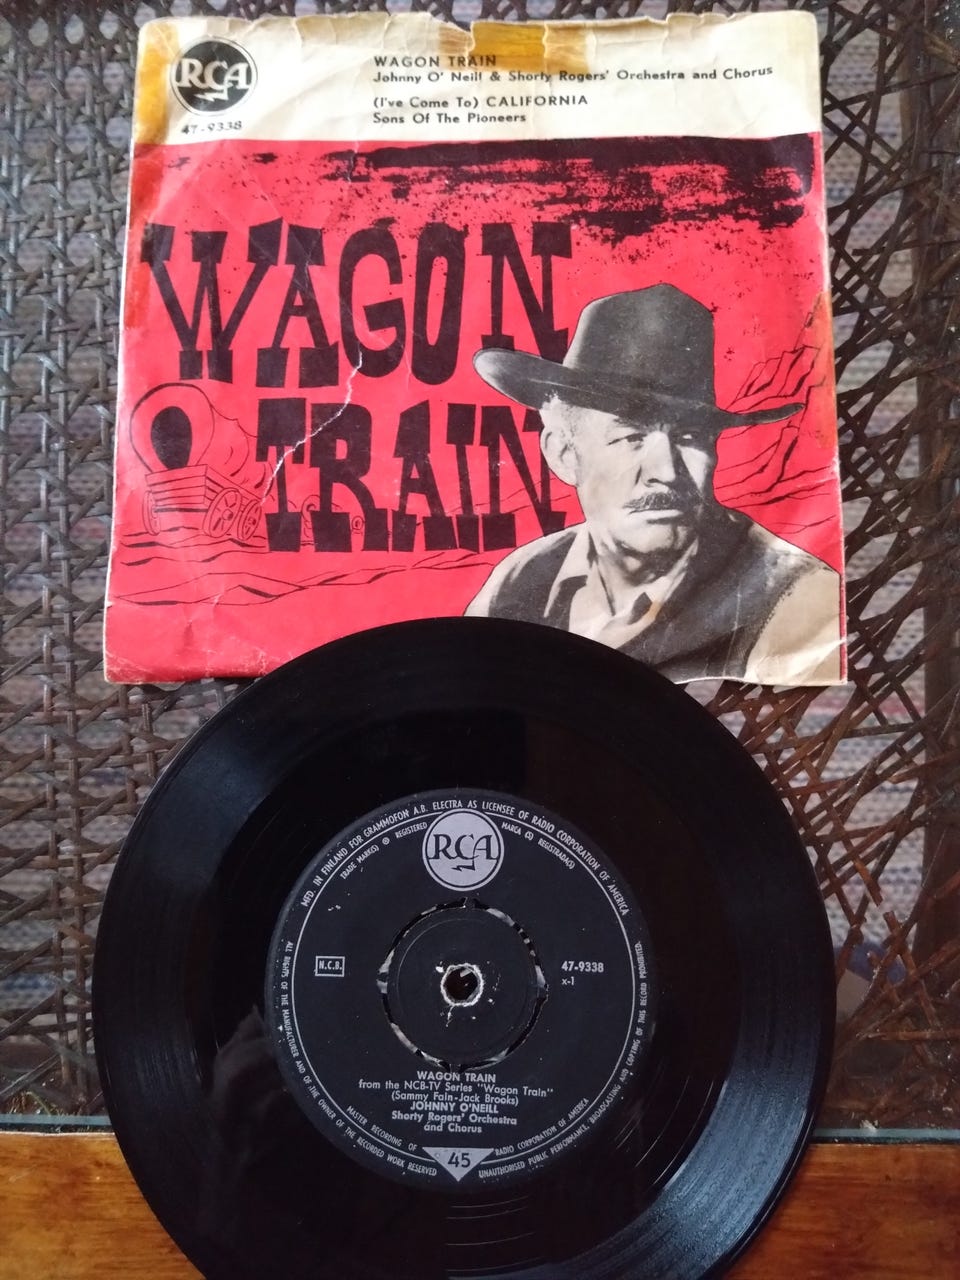 RCA
47-9338
WAGON TRAIN
Johnny O' Neill & Shorty Rogers' Orchestra and Chorus
(I've Come To) CALIFORNIA
Sons Of The Pioneers
WAGON
TRAIN
MFD. IN FINLAND FOR GRAMMOFON A.B. ELECTRA AS LICENSEE OF RADIO CORPORATION OF AMERICA
TRADE MARK(S) ® REGISTERED
MARCA (S) REGISTRADA(S)
RCA
N.C.B.
47-9338
x-1
WAGON TRAIN
from the NCB-TV Series "Wagon Train"
(Sammy Fain-Jack Brooks)
JOHNNY O'NEILL
Shorty Rogers' Orchestra
and Chorus
MASTER RECORDING OF
RADIO CORPORATION OF AMERICA
45
ALL RIGHTS OF THE MANUFACTURER AND OF THE OWNER OF THE RECORDED WORK RESERVED
UNAUTHORISED PUBLIC PERFORMANCE, BROADCASTING AND COPYING OF THIS RECORD PROHIBITED.